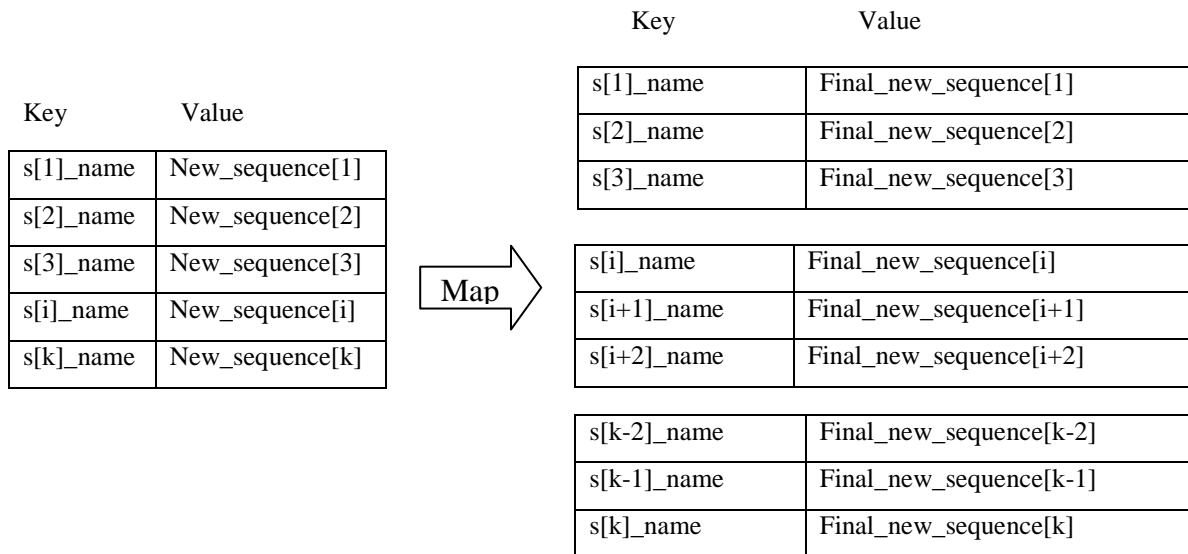 Key Value
s[1]_name New_sequence[1]
s[2]_name New_sequence[2]
s[3]_name New_sequence[3]
s[i]_name New_sequence[i]
s[k]_name New_sequence[k]
Map
Key Value
s[1]_name Final_new_sequence[1]
s[2]_name Final_new_sequence[2]
s[3]_name Final_new_sequence[3]
s[i]_name Final_new_sequence[i]
s[i+1]_name Final_new_sequence[i+1]
s[i+2]_name Final_new_sequence[i+2]
s[k-2]_name Final_new_sequence[k-2]
s[k-1]_name Final_new_sequence[k-1]
s[k]_name Final_new_sequence[k]